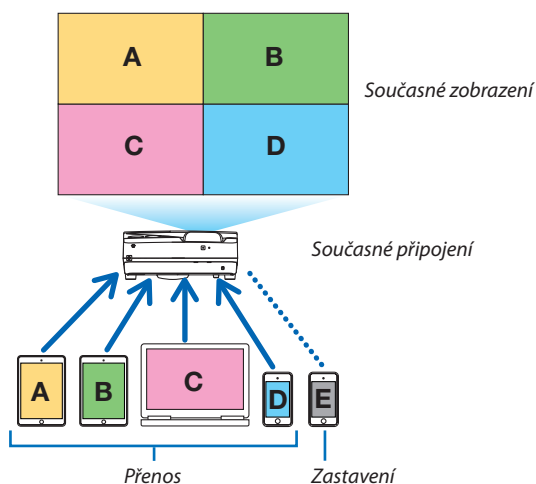 A
B
Současné zobrazení
C
D
Současné připojení
A
B
C
D
E
Přenos
Zastavení